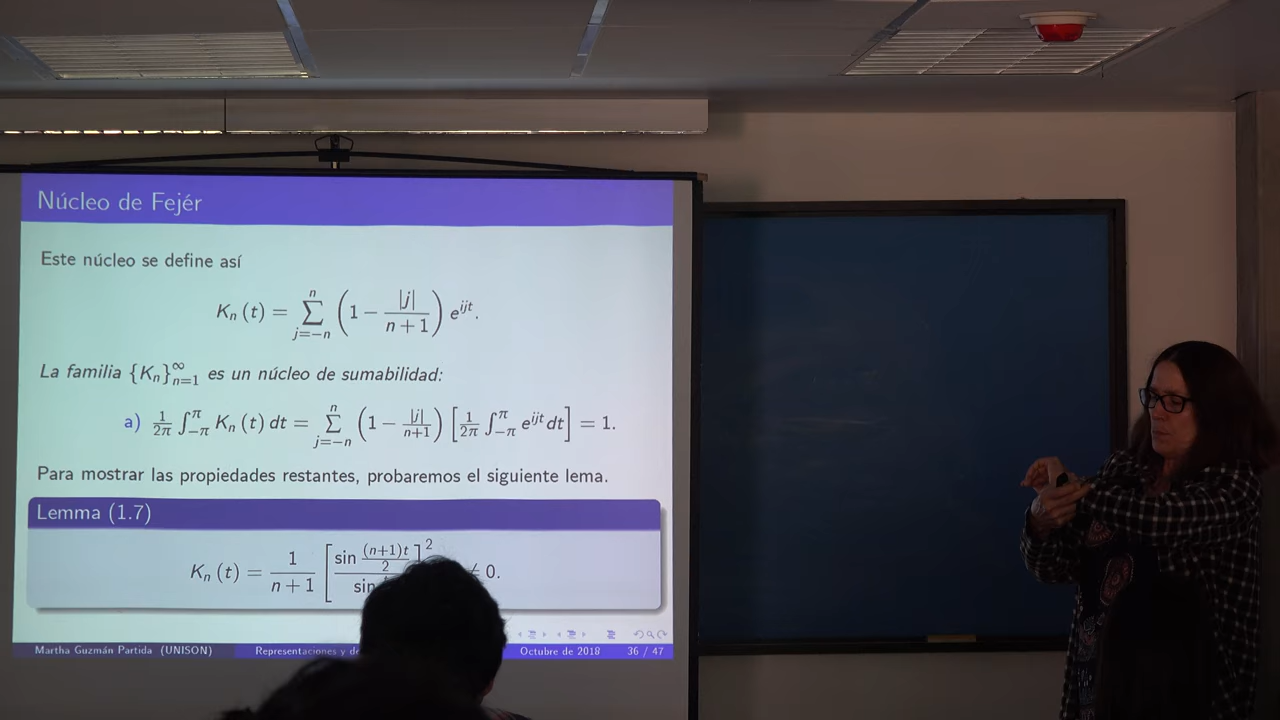 Núcleo de Fejér
Este núcleo se define así
K_n (t) = ∑_{j=-n}^{n} (1 − |j|/(n + 1)) e^{ijt}.
La familia {K_n}_{n=1}^∞ es un núcleo de sumabilidad:
a) 1/2π ∫_{-π}^{π} K_n (t) dt = ∑_{j=-n}^{n} (1 − |j|/(n+1)) [1/2π ∫_{-π}^{π} e^{ijt} dt] = 1.
Para mostrar las propiedades restantes, probaremos el siguiente lema.
Lemma (1.7)
K_n (t) = 1/(n + 1) [sin (n+1)t/2 / sin ]^2 0.
Martha Guzmán Partida (UNISON) Representaciones y Octubre de 2018 36 / 47